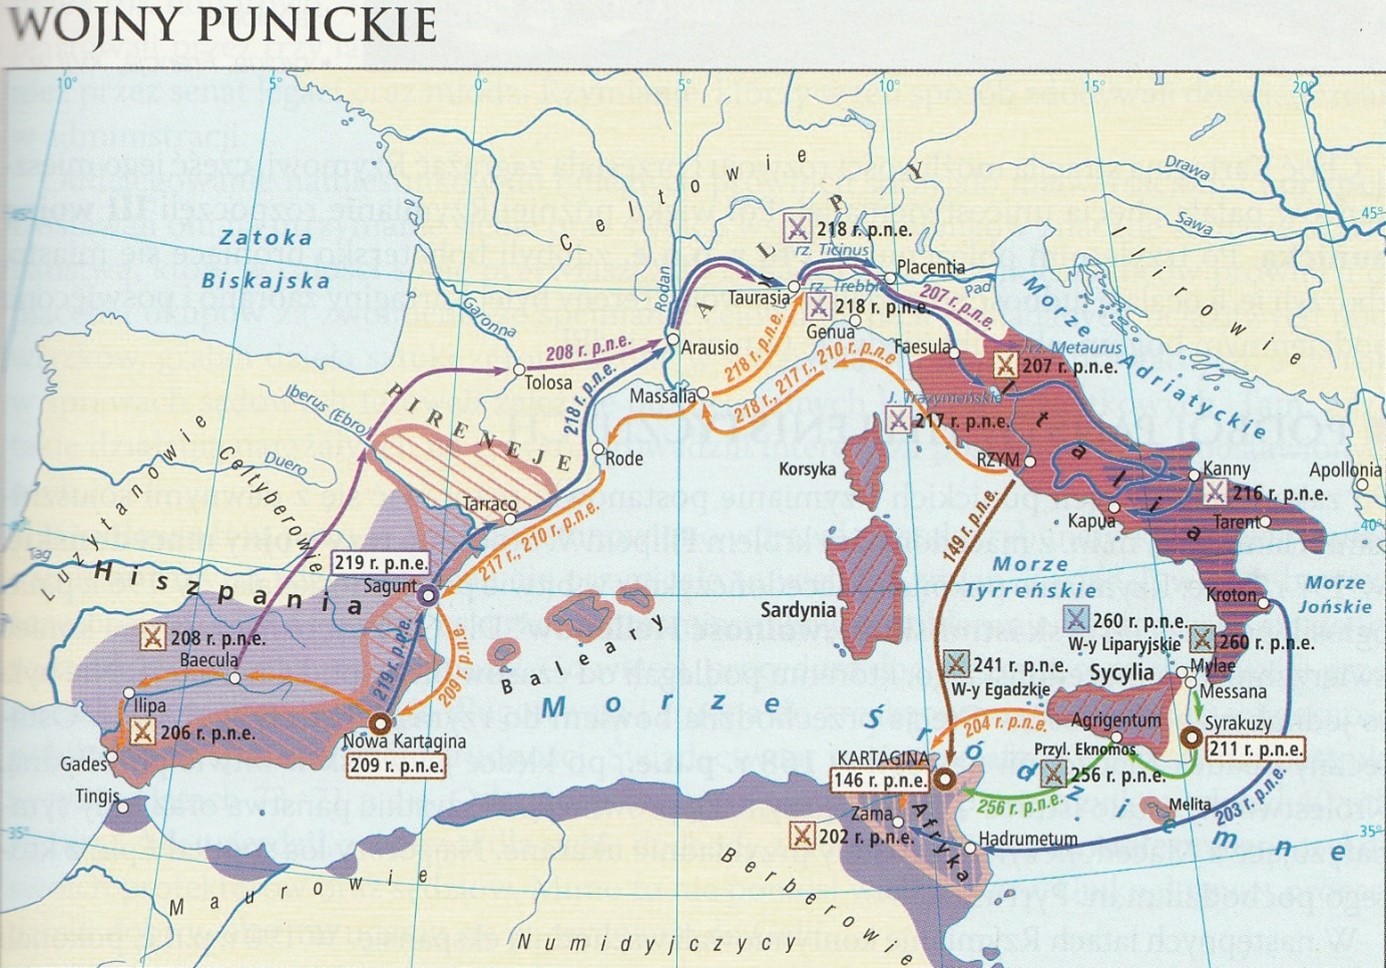 WOJNY PUNICKIE
10°
5°
0°
5°
10°
15°
20°
Celtowie
ALPY
Drawa
Sawa
45°
45°
Zatoka
Biskajska
218 r. p.n.e.
rz. Ticinus
Placentia
Rodan
Taurasia
rz. Trebbia
Pad
207 r.p.n.e.
Ilirowie
218 r.p.n.e.
Genua
Garonna
Morze
Adriatyckie
208 r. p.n.e.
Arausio
Faesula
rz. Metaurus
207 r.p.n.e.
Tolosa
218 r.p.n.e.
218 r.p.n.e.
218 r., 217 r., 210 r. p.n.e
Massalia
J. Trazymeńskie
217 r.p.n.e.
Iberus (Ebro)
PIRENEJE
Italia
Duero
Rode
Korsyka
RZYM
Kanny
216 r.p.n.e.
Apollonia
Luzytanowie
Celtyberowie
Tarraco
Kapua
Tarent
40°
40°
Tag
217 r., 210 r. p.n.e.
149 r.p.n.e.
219 r. p.n.e.
Sagunt
Hiszpania
Morze
Tyrreńskie
Morze
Jońskie
Sardynia
Kroton
Baleary
260 r.p.n.e.
W-y Liparyjskie
260 r.p.n.e.
208 r. p.n.e.
Baecula
219 r. p.n.e.
209 r. p.n.e.
241 r. p.n.e.
W-y Egadzkie
Sycylia
Mylae
Messana
Ilipa
Morze Śródziemne
204 r. p.n.e.
Agrigentum
Syrakuzy
211 r. p.n.e.
206 r. p.n.e.
Nowa Kartagina
209 r. p.n.e.
Gades
KARTAGINA
146 r. p.n.e.
Przyl. Eknomos
256 r.p.n.e.
256 r.p.n.e.
Tingis
Melita
203 r.p.n.e.
35°
35°
Zama
202 r. p.n.e.
Afryka
Hadrumetum
Maurowie
Berberowie
Numidyjczycy